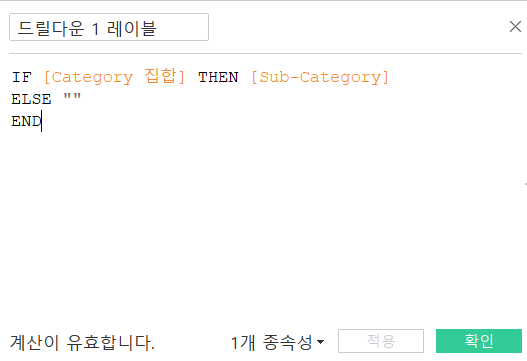 드릴다운 1 레이블
IF [Category 집합] THEN [Sub-Category]
ELSE ""
END
계산이 유효합니다. 1개 종속성 적용 확인